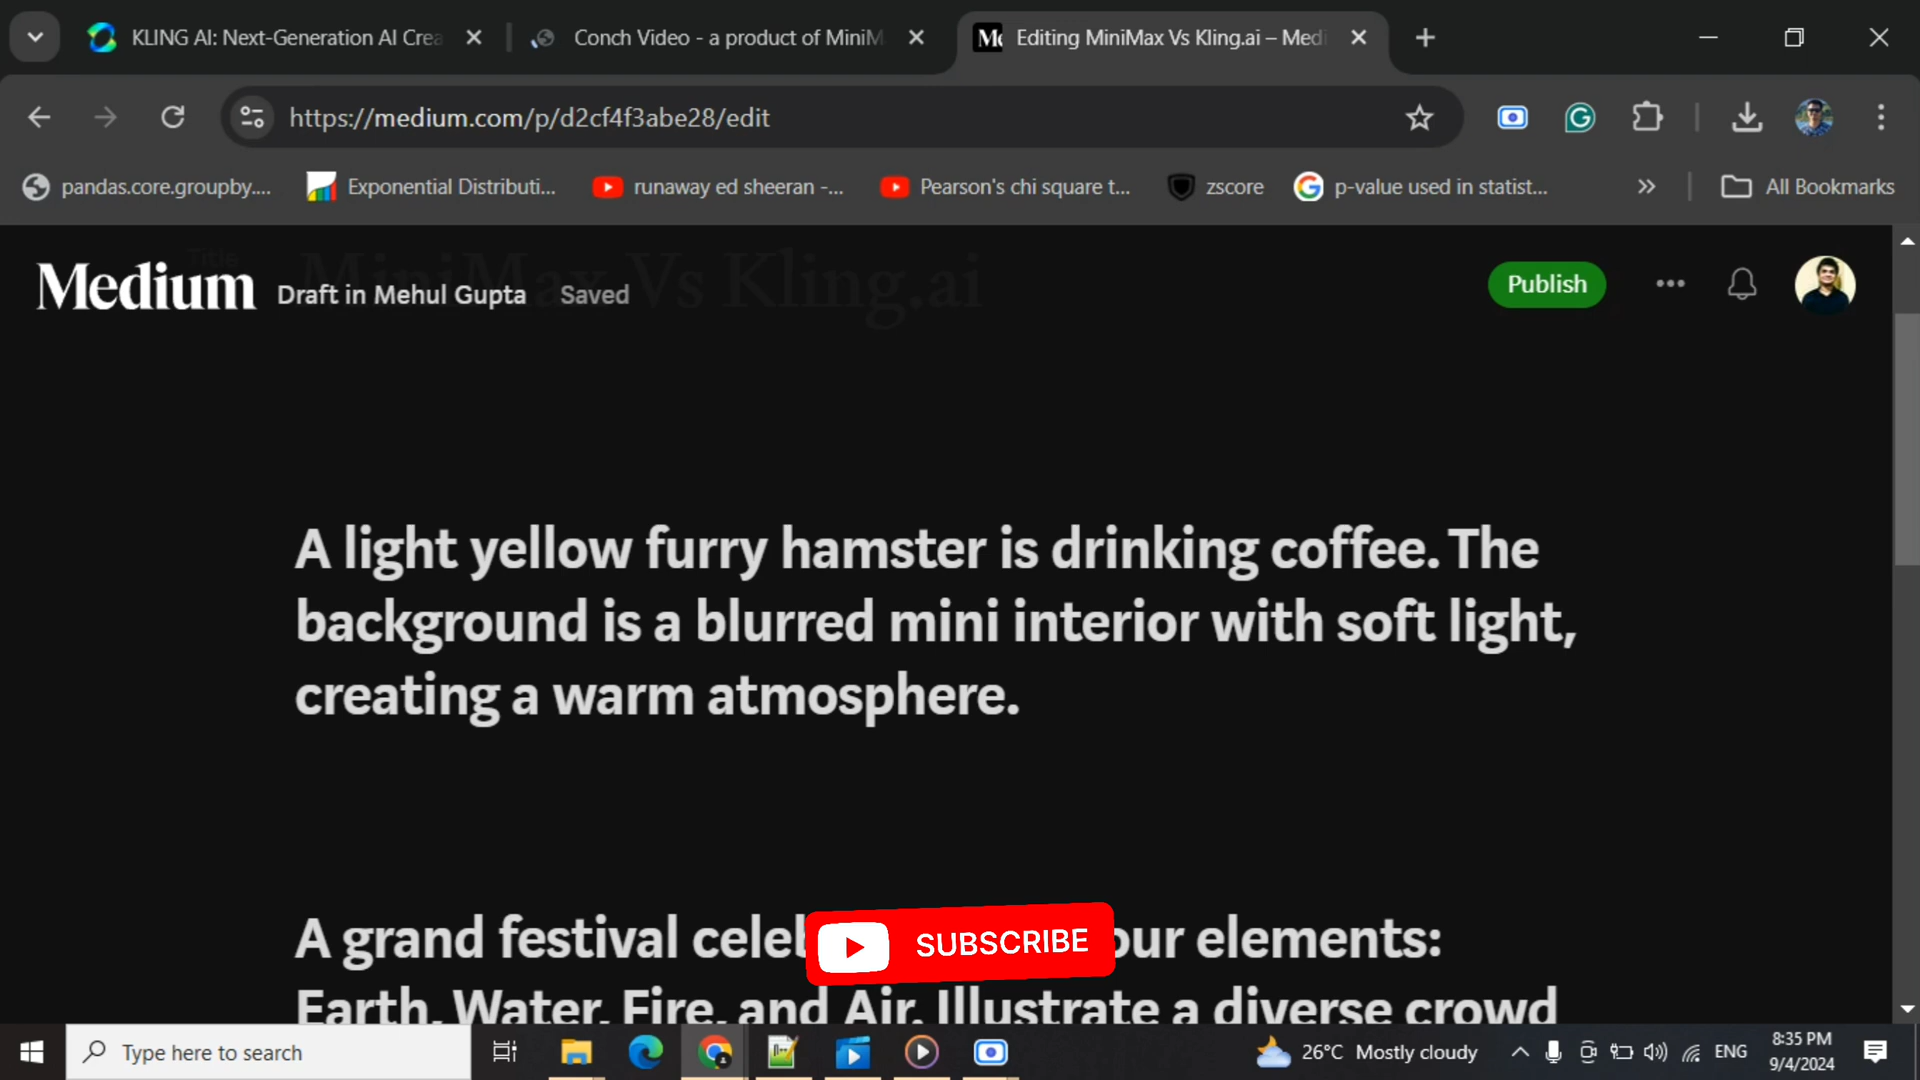 KLING AI: Next-Generation AI Crea
Conch Video - a product of MiniM
Editing MiniMax Vs Kling.ai – Medi
https://medium.com/p/d2cf4f3abe28/edit
pandas.core.groupby....
Exponential Distributi...
runaway ed sheeran -...
Pearson's chi square t...
zscore
p-value used in statist...
All Bookmarks
Title
MiniMax Vs Kling.ai
Medium
Draft in Mehul Gupta
Saved
Publish
A light yellow furry hamster is drinking coffee. The
background is a blurred mini interior with soft light,
creating a warm atmosphere.
A grand festival celeb
our elements:
SUBSCRIBE
Earth, Water, Fire, and Air. Illustrate a diverse crowd
Type here to search
26°C Mostly cloudy
ENG
8:35 PM
9/4/2024